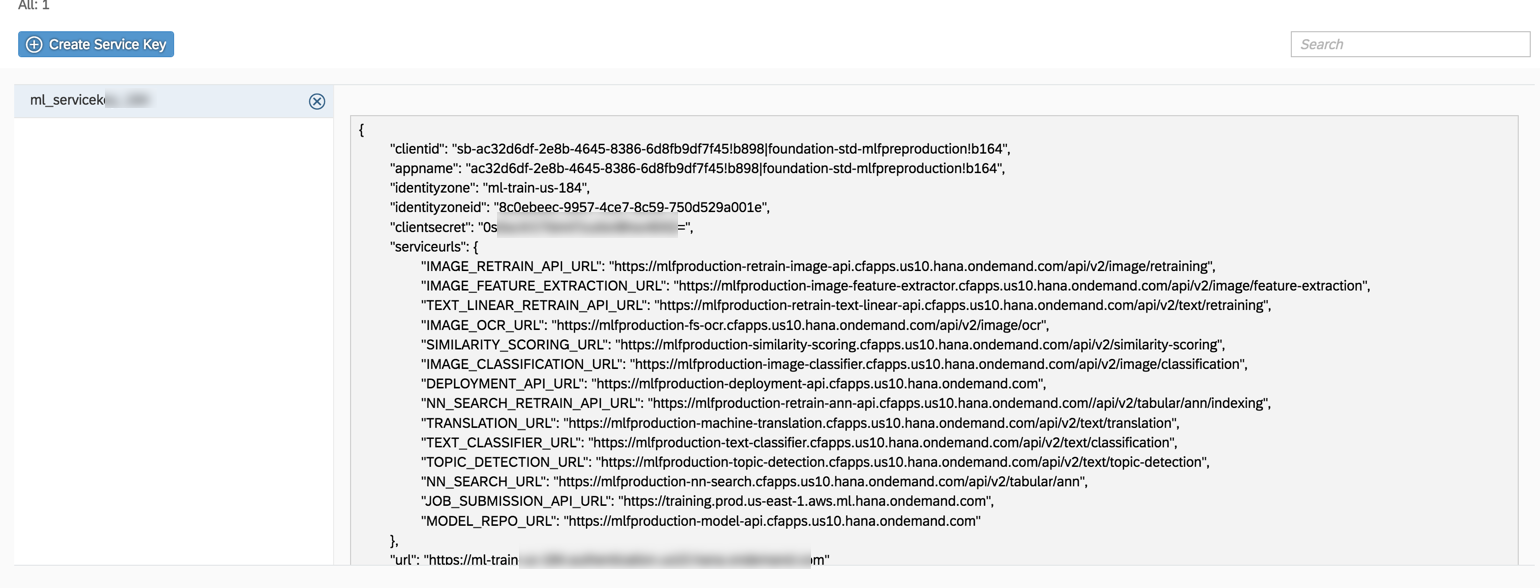 All: 1
Create Service Key
Search
ml_servicek
{
"clientid": "sb-ac32d6df-2e8b-4645-8386-6d8fb9df7f45!b898|foundation-std-mlfpreproduction!b164",
"appname": "ac32d6df-2e8b-4645-8386-6d8fb9df7f45!b898|foundation-std-mlfpreproduction!b164",
"identityzone": "ml-train-us-184",
"identityzoneid": "8c0ebeec-9957-4ce7-8c59-750d529a001e",
"clientsecret": "0s =",
"serviceurls": {
"IMAGE_RETRAIN_API_URL": "https://mlfproduction-retrain-image-api.cfapps.us10.hana.ondemand.com/api/v2/image/retraining",
"IMAGE_FEATURE_EXTRACTION_URL": "https://mlfproduction-image-feature-extractor.cfapps.us10.hana.ondemand.com/api/v2/image/feature-extraction",
"TEXT_LINEAR_RETRAIN_API_URL": "https://mlfproduction-retrain-text-linear-api.cfapps.us10.hana.ondemand.com/api/v2/text/retraining",
"IMAGE_OCR_URL": "https://mlfproduction-fs-ocr.cfapps.us10.hana.ondemand.com/api/v2/image/ocr",
"SIMILARITY_SCORING_URL": "https://mlfproduction-similarity-scoring.cfapps.us10.hana.ondemand.com/api/v2/similarity-scoring",
"IMAGE_CLASSIFICATION_URL": "https://mlfproduction-image-classifier.cfapps.us10.hana.ondemand.com/api/v2/image/classification",
"DEPLOYMENT_API_URL": "https://mlfproduction-deployment-api.cfapps.us10.hana.ondemand.com",
"NN_SEARCH_RETRAIN_API_URL": "https://mlfproduction-retrain-ann-api.cfapps.us10.hana.ondemand.com//api/v2/tabular/ann/indexing",
"TRANSLATION_URL": "https://mlfproduction-machine-translation.cfapps.us10.hana.ondemand.com/api/v2/text/translation",
"TEXT_CLASSIFIER_URL": "https://mlfproduction-text-classifier.cfapps.us10.hana.ondemand.com/api/v2/text/classification",
"TOPIC_DETECTION_URL": "https://mlfproduction-topic-detection.cfapps.us10.hana.ondemand.com/api/v2/text/topic-detection",
"NN_SEARCH_URL": "https://mlfproduction-nn-search.cfapps.us10.hana.ondemand.com/api/v2/tabular/ann",
"JOB_SUBMISSION_API_URL": "https://training.prod.us-east-1.aws.ml.hana.ondemand.com",
"MODEL_REPO_URL": "https://mlfproduction-model-api.cfapps.us10.hana.ondemand.com"
},
"url": "https://ml-train